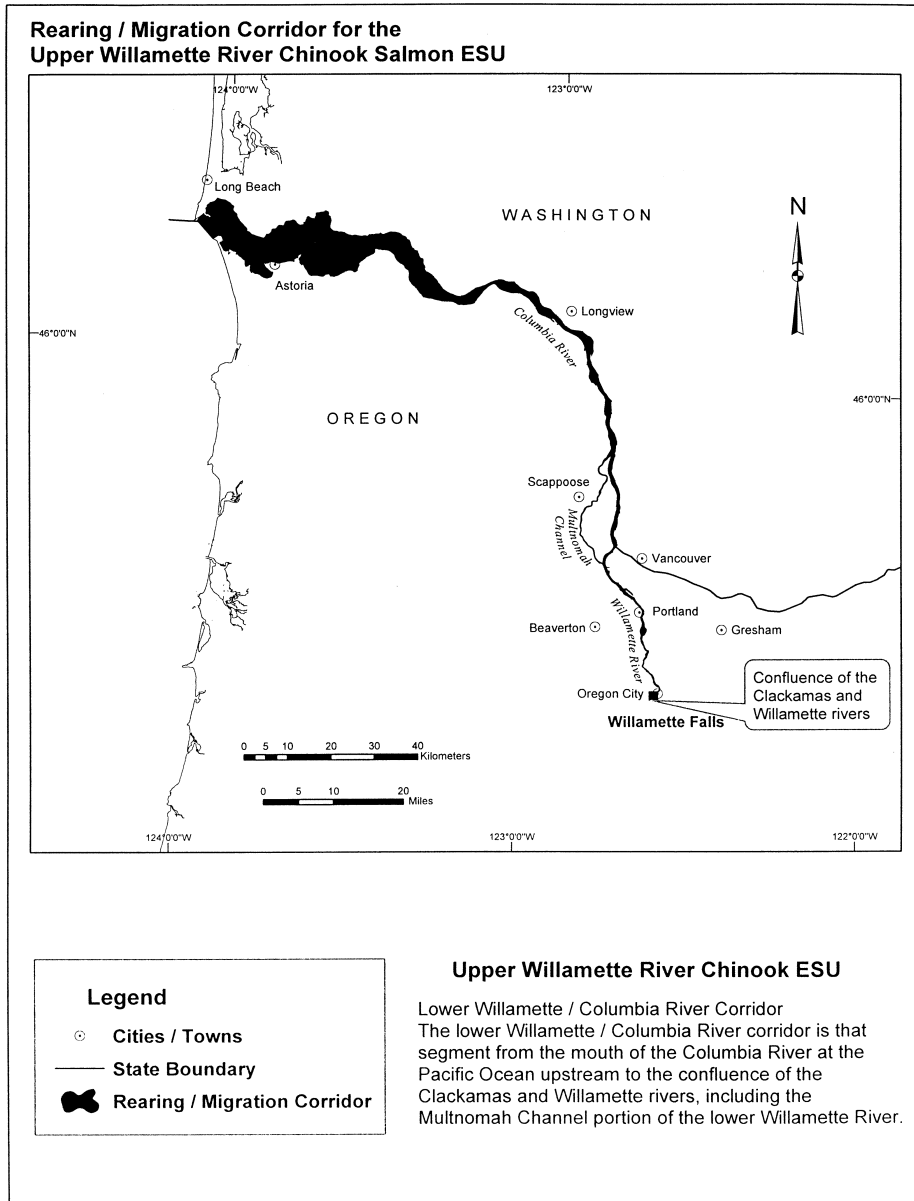 Rearing / Migration Corridor for the
Upper Willamette River Chinook Salmon ESU
124°0'0"W
123°0'0"W
Long Beach
WASHINGTON
N
Astoria
Longview
Columbia River
46°0'0"N
46°0'0"N
OREGON
Scappoose
Multnomah
Channel
Vancouver
Willamette River
Portland
Beaverton
Gresham
Oregon City
Willamette Falls
Confluence of the
Clackamas and
Willamette rivers
0 5 10 20 30 40
Kilometers
0 5 10 20
Miles
124°0'0"W
123°0'0"W
122°0'0"W
Legend
Cities / Towns
State Boundary
Rearing / Migration Corridor
Upper Willamette River Chinook ESU
Lower Willamette / Columbia River Corridor
The lower Willamette / Columbia River corridor is that
segment from the mouth of the Columbia River at the
Pacific Ocean upstream to the confluence of the
Clackamas and Willamette rivers, including the
Multnomah Channel portion of the lower Willamette River.